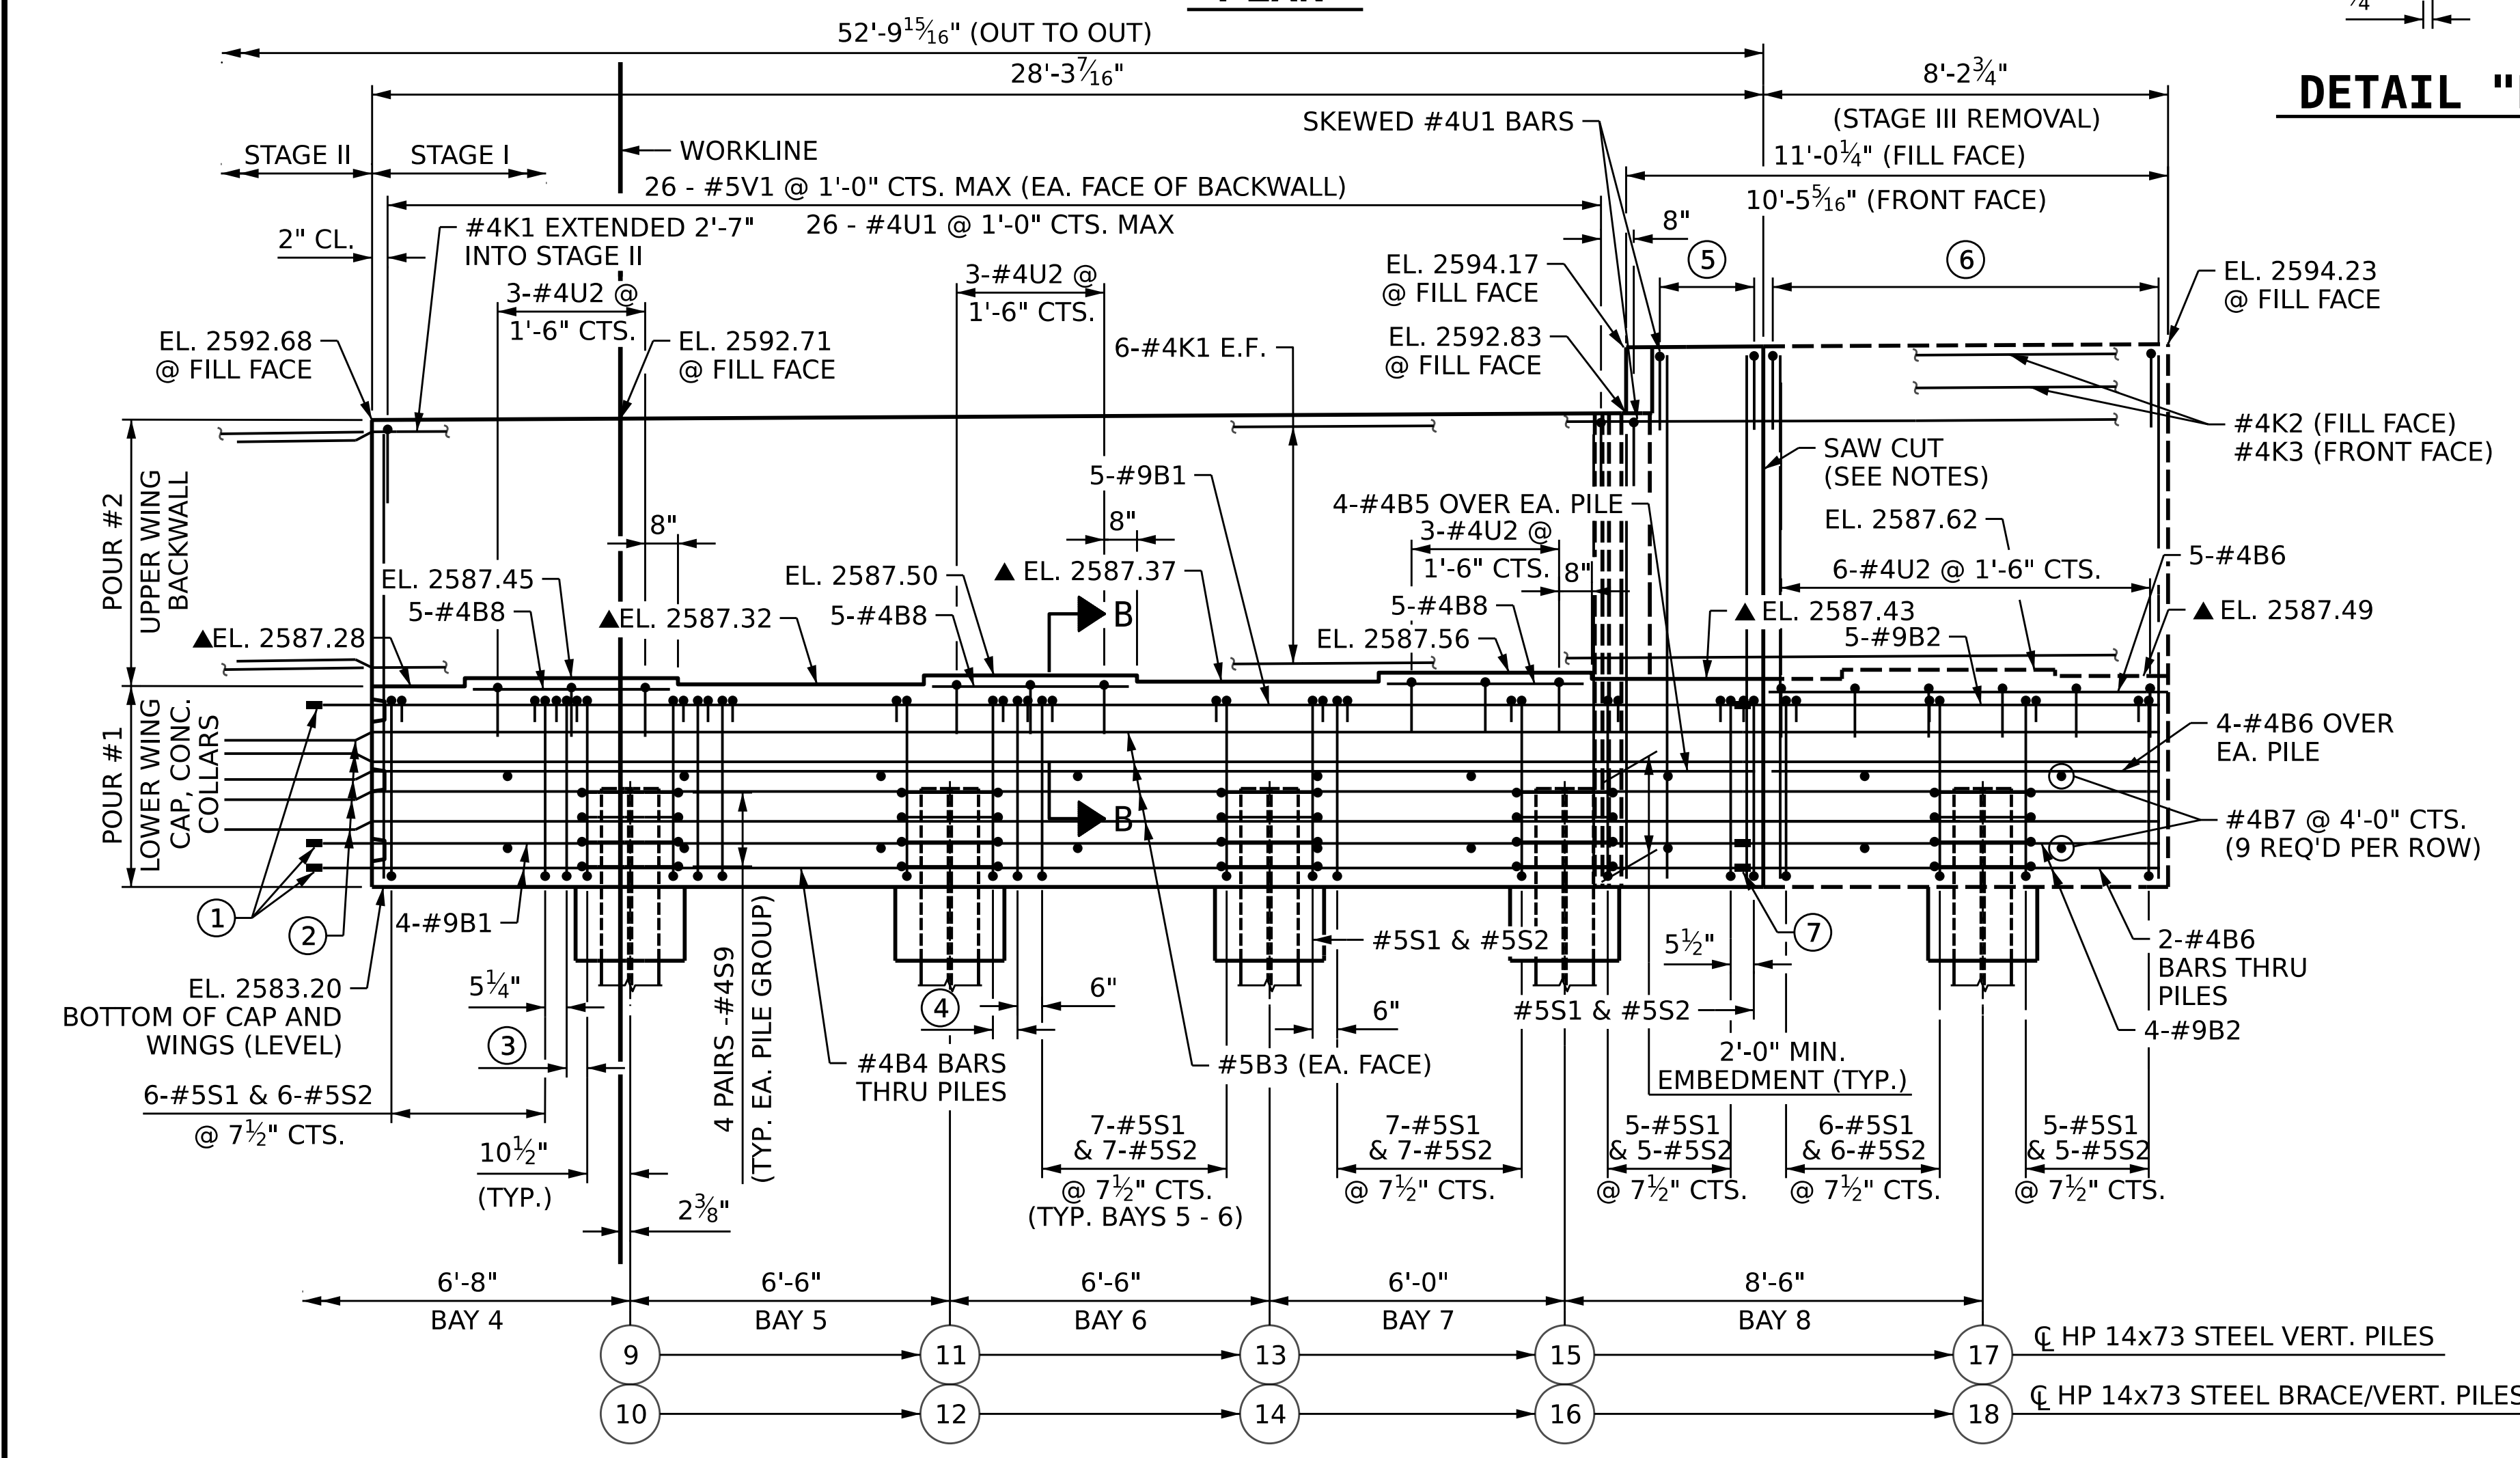 52'-9 15/16" (OUT TO OUT)
28'-3 7/16"
8'-2 3/4"
DETAIL
(STAGE III REMOVAL)
SKEWED #4U1 BARS
STAGE II
STAGE I
WORKLINE
11'-0 1/4" (FILL FACE)
26 - #5V1 @ 1'-0" CTS. MAX (EA. FACE OF BACKWALL)
10'-5 5/16" (FRONT FACE)
#4K1 EXTENDED 2'-7"
INTO STAGE II
26 - #4U1 @ 1'-0" CTS. MAX
8"
2" CL.
5
6
3-#4U2 @
1'-6" CTS.
3-#4U2 @
1'-6" CTS.
EL. 2594.17
@ FILL FACE
EL. 2594.23
@ FILL FACE
EL. 2592.68
@ FILL FACE
EL. 2592.71
@ FILL FACE
6-#4K1 E.F.
EL. 2592.83
@ FILL FACE
#4K2 (FILL FACE)
#4K3 (FRONT FACE)
SAW CUT
(SEE NOTES)
POUR #2
UPPER WING
BACKWALL
5-#9B1
4-#4B5 OVER EA. PILE
8"
8"
3-#4U2 @
1'-6" CTS.
8"
EL. 2587.62
5-#4B6
EL. 2587.45
5-#4B8
EL. 2587.50
5-#4B8
▲ EL. 2587.37
B
6-#4U2 @ 1'-6" CTS.
▲EL. 2587.28
▲EL. 2587.32
5-#4B8
EL. 2587.56
▲ EL. 2587.43
5-#9B2
▲ EL. 2587.49
POUR #1
LOWER WING
CAP, CONC.
COLLARS
4-#4B6 OVER
EA. PILE
B
#4B7 @ 4'-0" CTS.
(9 REQ'D PER ROW)
1
2
4-#9B1
#5S1 & #5S2
5 1/2"
7
2-#4B6
BARS THRU
PILES
EL. 2583.20
BOTTOM OF CAP AND
WINGS (LEVEL)
5 1/4"
4 PAIRS -#4S9
(TYP. EA. PILE GROUP)
4
6"
6"
#5S1 & #5S2
4-#9B2
3
#4B4 BARS
THRU PILES
#5B3 (EA. FACE)
2'-0" MIN.
EMBEDMENT (TYP.)
6-#5S1 & 6-#5S2
@ 7 1/2" CTS.
10 1/2"
(TYP.)
7-#5S1
& 7-#5S2
@ 7 1/2" CTS.
(TYP. BAYS 5 - 6)
7-#5S1
& 7-#5S2
@ 7 1/2" CTS.
5-#5S1
& 5-#5S2
@ 7 1/2" CTS.
6-#5S1
& 6-#5S2
@ 7 1/2" CTS.
5-#5S1
& 5-#5S2
@ 7 1/2" CTS.
2 3/8"
6'-8"
6'-6"
6'-6"
6'-0"
8'-6"
BAY 4
BAY 5
BAY 6
BAY 7
BAY 8
9
11
13
15
17
℄ HP 14x73 STEEL VERT. PILES
10
12
14
16
18
℄ HP 14x73 STEEL BRACE/VERT. PILES